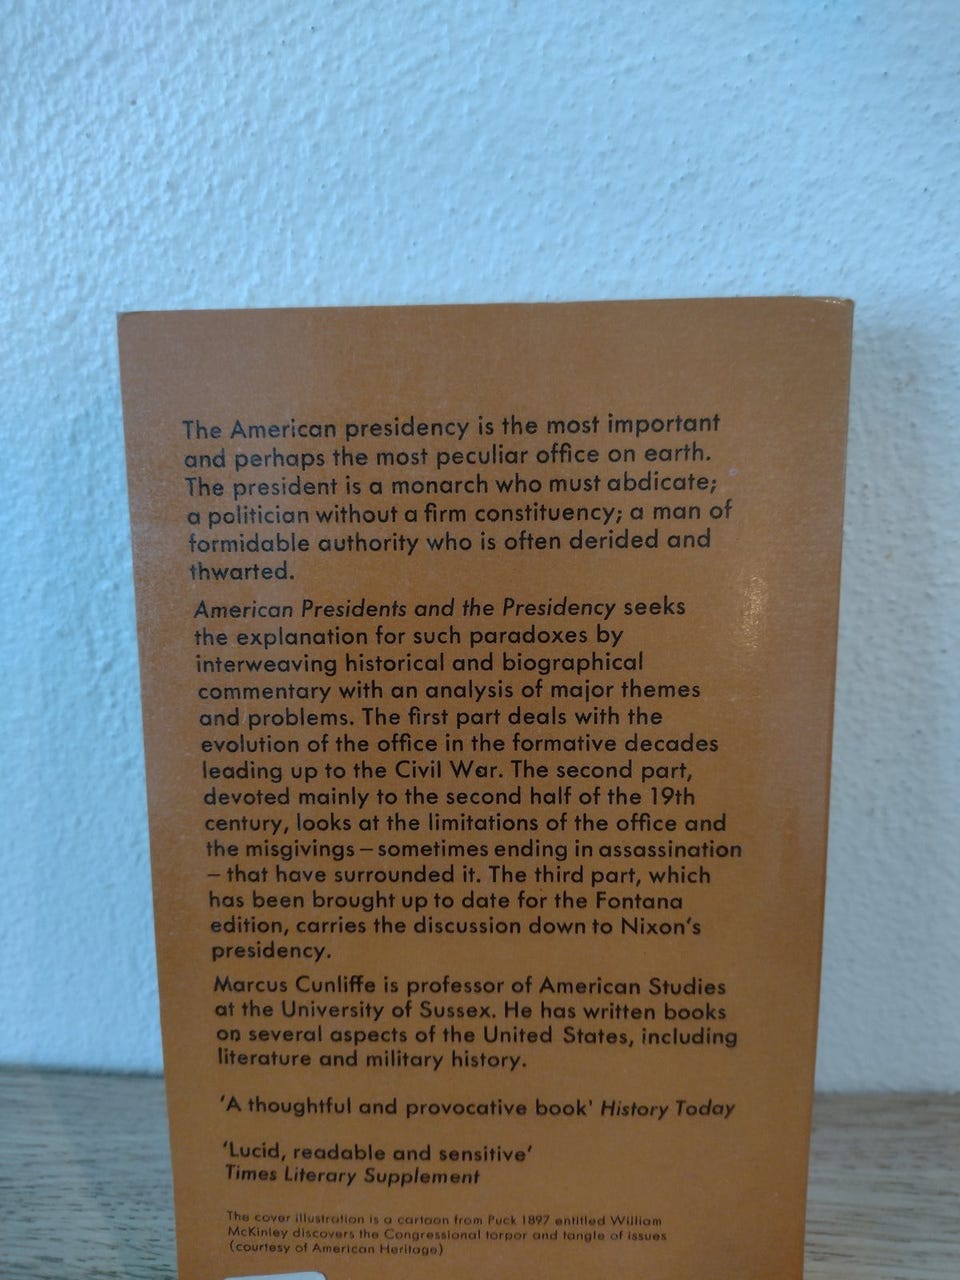 The American presidency is the most important
and perhaps the most peculiar office on earth.
The president is a monarch who must abdicate;
a politician without a firm constituency; a man of
formidable authority who is often derided and
thwarted.
American Presidents and the Presidency seeks
the explanation for such paradoxes by
interweaving historical and biographical
commentary with an analysis of major themes
and problems. The first part deals with the
evolution of the office in the formative decades
leading up to the Civil War. The second part,
devoted mainly to the second half of the 19th
century, looks at the limitations of the office and
the misgivings – sometimes ending in assassination
– that have surrounded it. The third part, which
has been brought up to date for the Fontana
edition, carries the discussion down to Nixon's
presidency.
Marcus Cunliffe is professor of American Studies
at the University of Sussex. He has written books
on several aspects of the United States, including
literature and military history.
'A thoughtful and provocative book' History Today
'Lucid, readable and sensitive'
Times Literary Supplement
The cover illustration is a cartoon from Puck 1897 entitled William
McKinley discovers the Congressional torpor and tangle of issues
(courtesy of American Heritage)